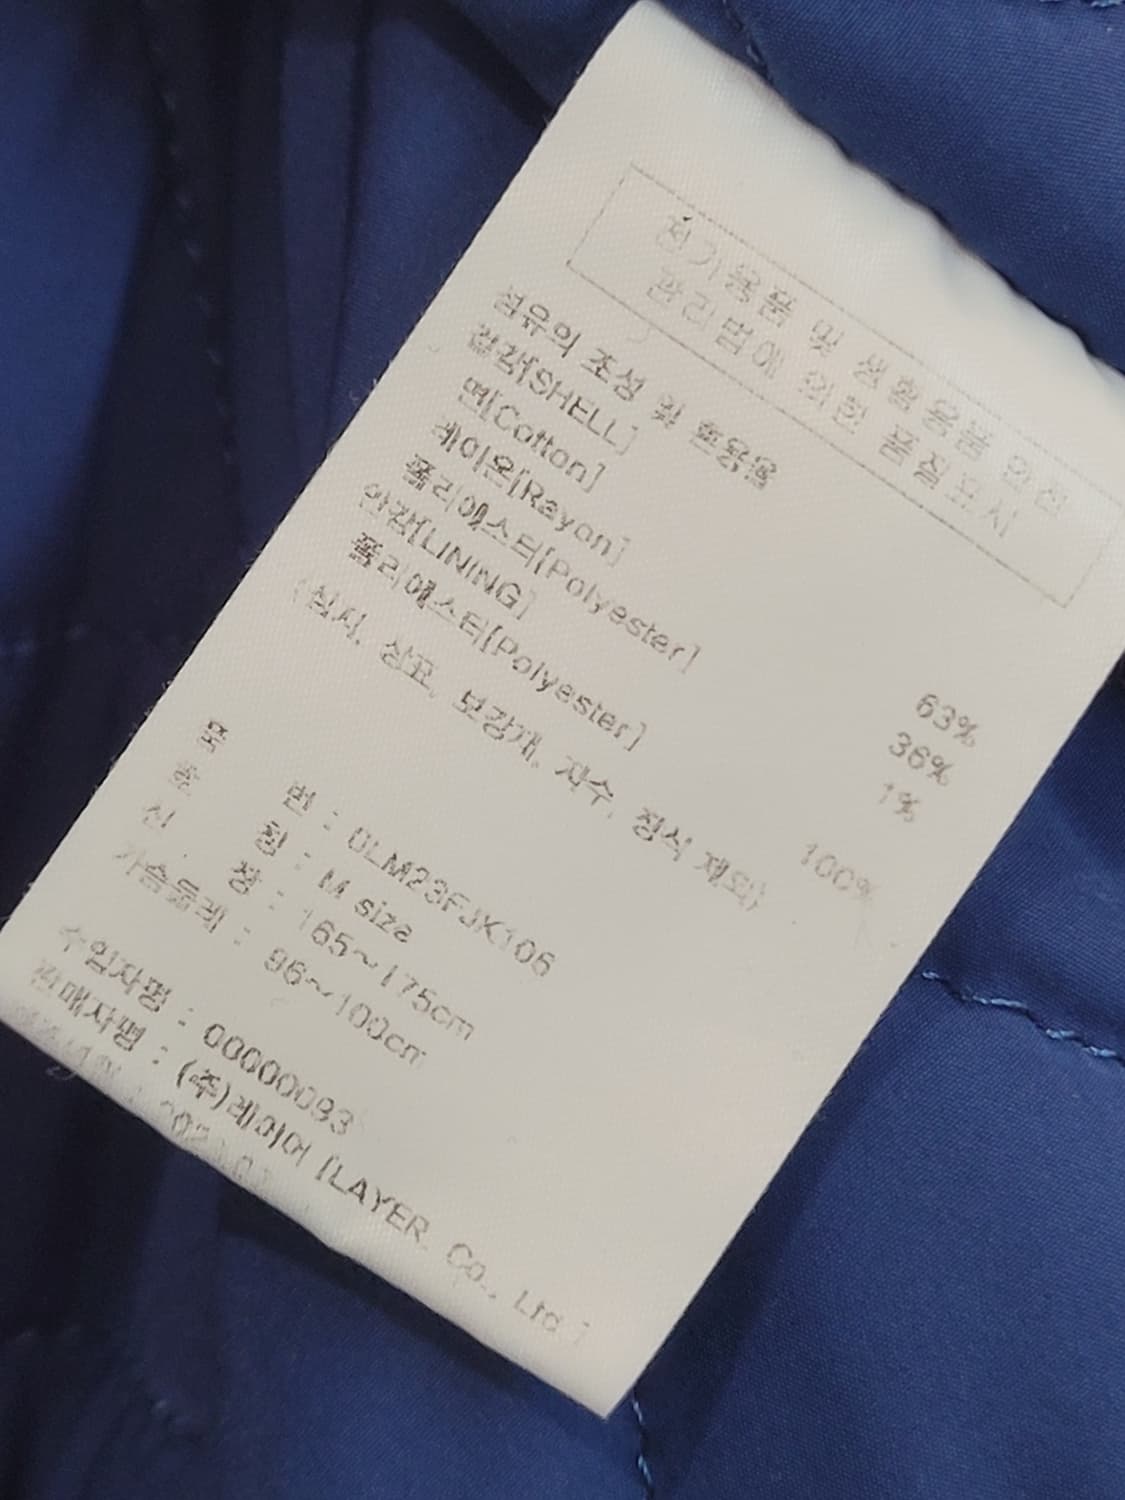 전기용품 및 생활용품 안전
관리법에 의한 품질표시
섬유의 조성 및 혼용율
겉감[SHELL]
면[Cotton] 63%
레이온[Rayon] 36%
폴리에스터[Polyester] 1%
안감[LINING]
폴리에스터[Polyester] 100%
(심지, 상표, 보강재, 자수, 장식 제외)
품 번 : OLM23FJK106
호 칭 : M size
신 장 : 165~175cm
가슴둘레 : 96~100cm
수입자명 : 00000093
판매자명 : (주)레이어 [LAYER. Co., Ltd ]